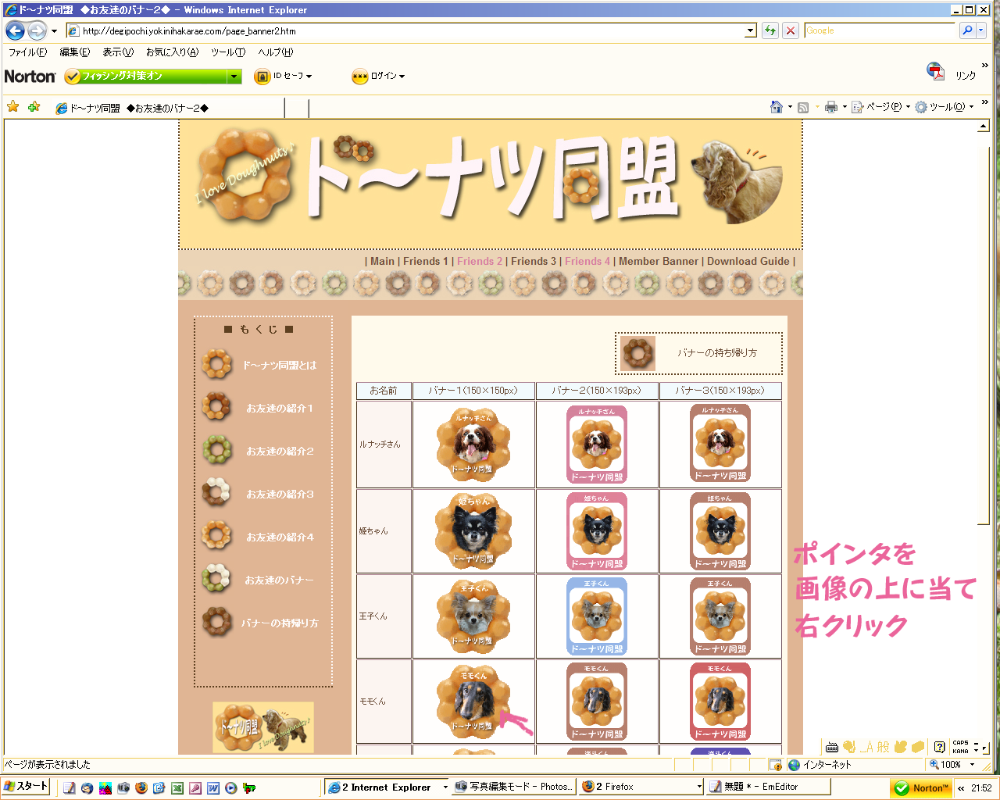 ド～ナツ同盟　◆お友達のバナー２◆ - Windows Internet Explorer
http://degipochi.yokinihakarae.com/page_banner2.htm
Google
ファイル(F) 編集(E) 表示(V) お気に入り(A) ツール(T) ヘルプ(H)
Norton フィッシング対策オン ID セーフ ログイン リンク »
ド～ナツ同盟　◆お友達のバナー２◆ ページ(P) ツール(O) »
I love Doughnuts♪
ド～ナツ同盟
| Main | Friends 1 | Friends 2 | Friends 3 | Friends 4 | Member Banner | Download Guide |
■ もくじ ■
ド～ナツ同盟とは
お友達の紹介１
お友達の紹介２
お友達の紹介３
お友達の紹介４
お友達のバナー
バナーの持帰り方
ド～ナツ同盟
I love Doughnuts♪
バナーの持ち帰り方
お名前 バナー１(150×150px) バナー２(150×193px) バナー３(150×193px)
ルナッチさん ルナッチさん ルナッチさん
ルナッチさん
ド～ナツ同盟 ド～ナツ同盟 ド～ナツ同盟
姫ちゃん 姫ちゃん 姫ちゃん
姫ちゃん
ド～ナツ同盟 ド～ナツ同盟 ド～ナツ同盟
王子くん 王子くん 王子くん
王子くん
ド～ナツ同盟 ド～ナツ同盟 ド～ナツ同盟
モモくん モモくん モモくん
モモくん
ド～ナツ同盟 ド～ナツ同盟 ド～ナツ同盟
ポインタを
画像の上に当て
右クリック
_A 般 CAPS
KANA
ページが表示されました インターネット 100%
スタート 2 Internet Explorer 写真編集モード - Photos... 2 Firefox 無題 * - EmEditor Norton™ « 21:52